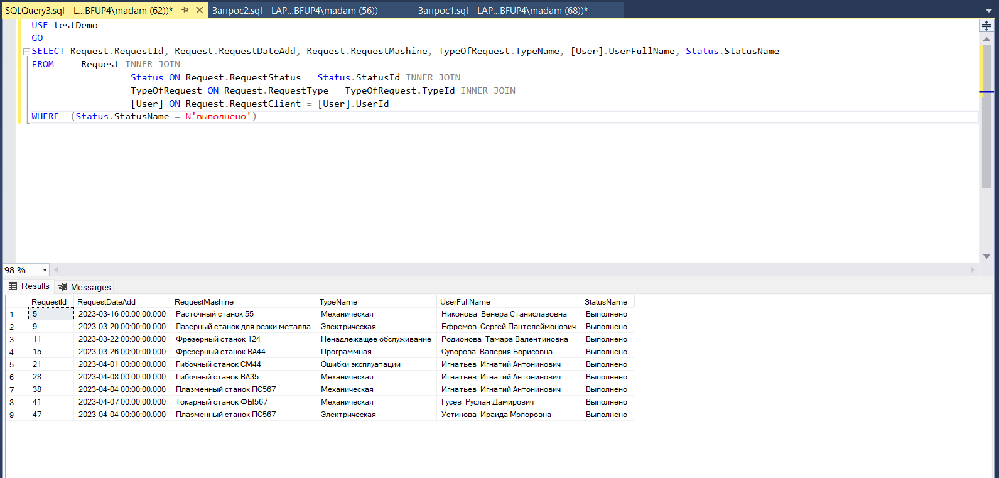 SQLQuery3.sql - L...BFUP4\madam (62))* Запрос2.sql - LAP...BFUP4\madam (56)) Запрос1.sql - LAP...BFUP4\madam (68))*
USE testDemo
GO
SELECT Request.RequestId, Request.RequestDateAdd, Request.RequestMashine, TypeOfRequest.TypeName, [User].UserFullName, Status.StatusName
FROM Request INNER JOIN
Status ON Request.RequestStatus = Status.StatusId INNER JOIN
TypeOfRequest ON Request.RequestType = TypeOfRequest.TypeId INNER JOIN
[User] ON Request.RequestClient = [User].UserId
WHERE (Status.StatusName = N'выполнено')
98 %
Results Messages
RequestId RequestDateAdd RequestMashine TypeName UserFullName StatusName
1 5 2023-03-16 00:00:00.000 Расточный станок 55 Механическая Никонова Венера Станиславовна Выполнено
2 9 2023-03-20 00:00:00.000 Лазерный станок для резки металла Электрическая Ефремов Сергей Пантелеймонович Выполнено
3 11 2023-03-22 00:00:00.000 Фрезерный станок 124 Ненадлежащее обслуживание Родионова Тамара Валентиновна Выполнено
4 15 2023-03-26 00:00:00.000 Фрезерный станок ВА44 Программная Суворова Валерия Борисовна Выполнено
5 21 2023-04-01 00:00:00.000 Гибочный станок СМ44 Ошибки эксплуатации Игнатьев Игнатий Антонинович Выполнено
6 28 2023-04-08 00:00:00.000 Гибочный станок ВА35 Механическая Игнатьев Игнатий Антонинович Выполнено
7 38 2023-04-04 00:00:00.000 Плазменный станок ПС567 Механическая Игнатьев Игнатий Антонинович Выполнено
8 41 2023-04-07 00:00:00.000 Токарный станок ФЫ567 Механическая Гусев Руслан Дамирович Выполнено
9 47 2023-04-04 00:00:00.000 Плазменный станок ПС567 Электрическая Устинова Ираида Мэлоровна Выполнено